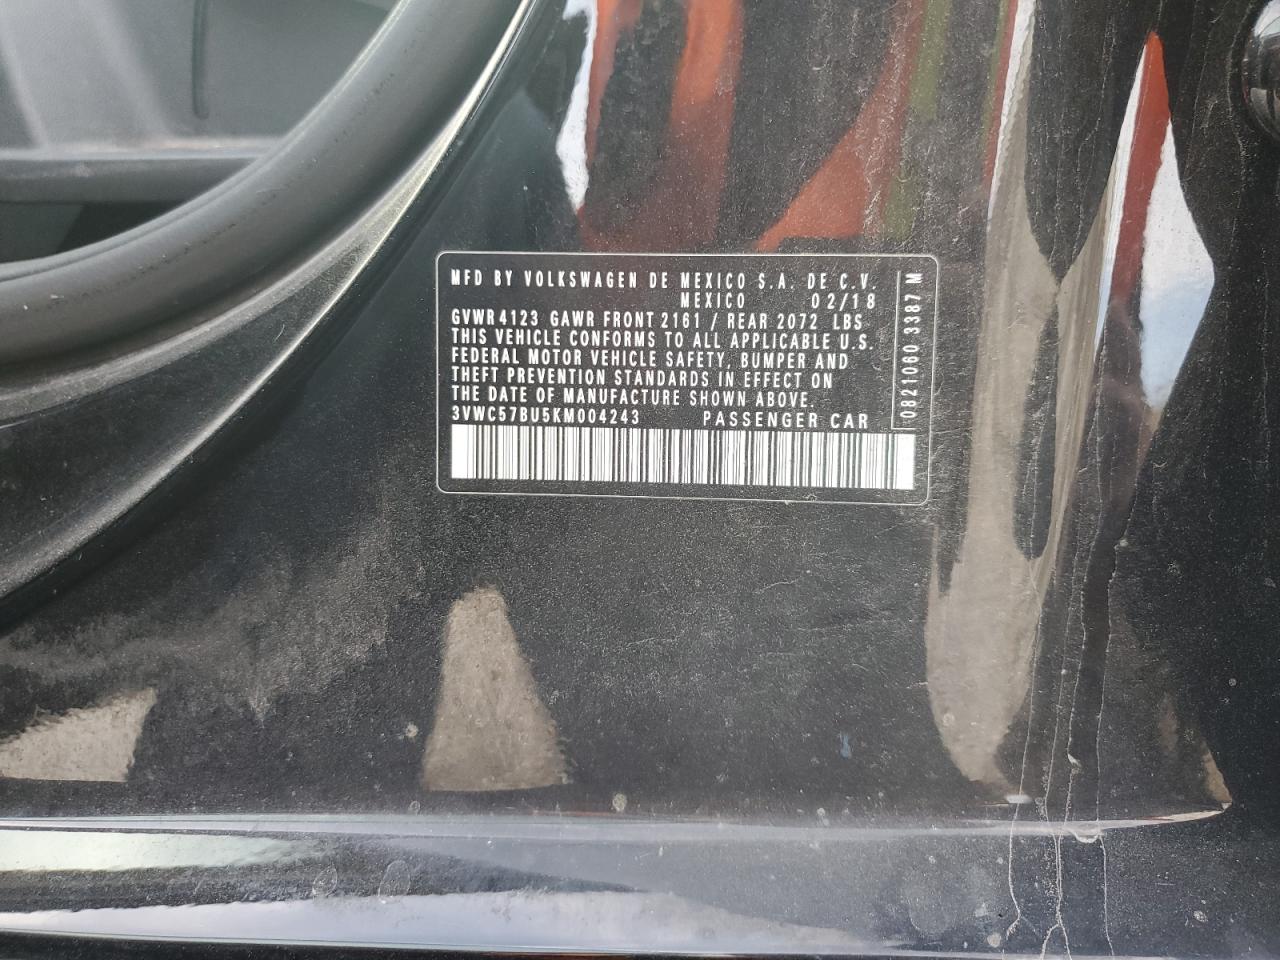 MFD BY VOLKSWAGEN DE MEXICO S.A. DE C.V.
MEXICO 02/18
GVWR 4123 GAWR FRONT 2161 / REAR 2072 LBS
THIS VEHICLE CONFORMS TO ALL APPLICABLE U.S.
FEDERAL MOTOR VEHICLE SAFETY, BUMPER AND
THEFT PREVENTION STANDARDS IN EFFECT ON
THE DATE OF MANUFACTURE SHOWN ABOVE.
3VWC57BU5KM004243 PASSENGER CAR
0821060 3387 M